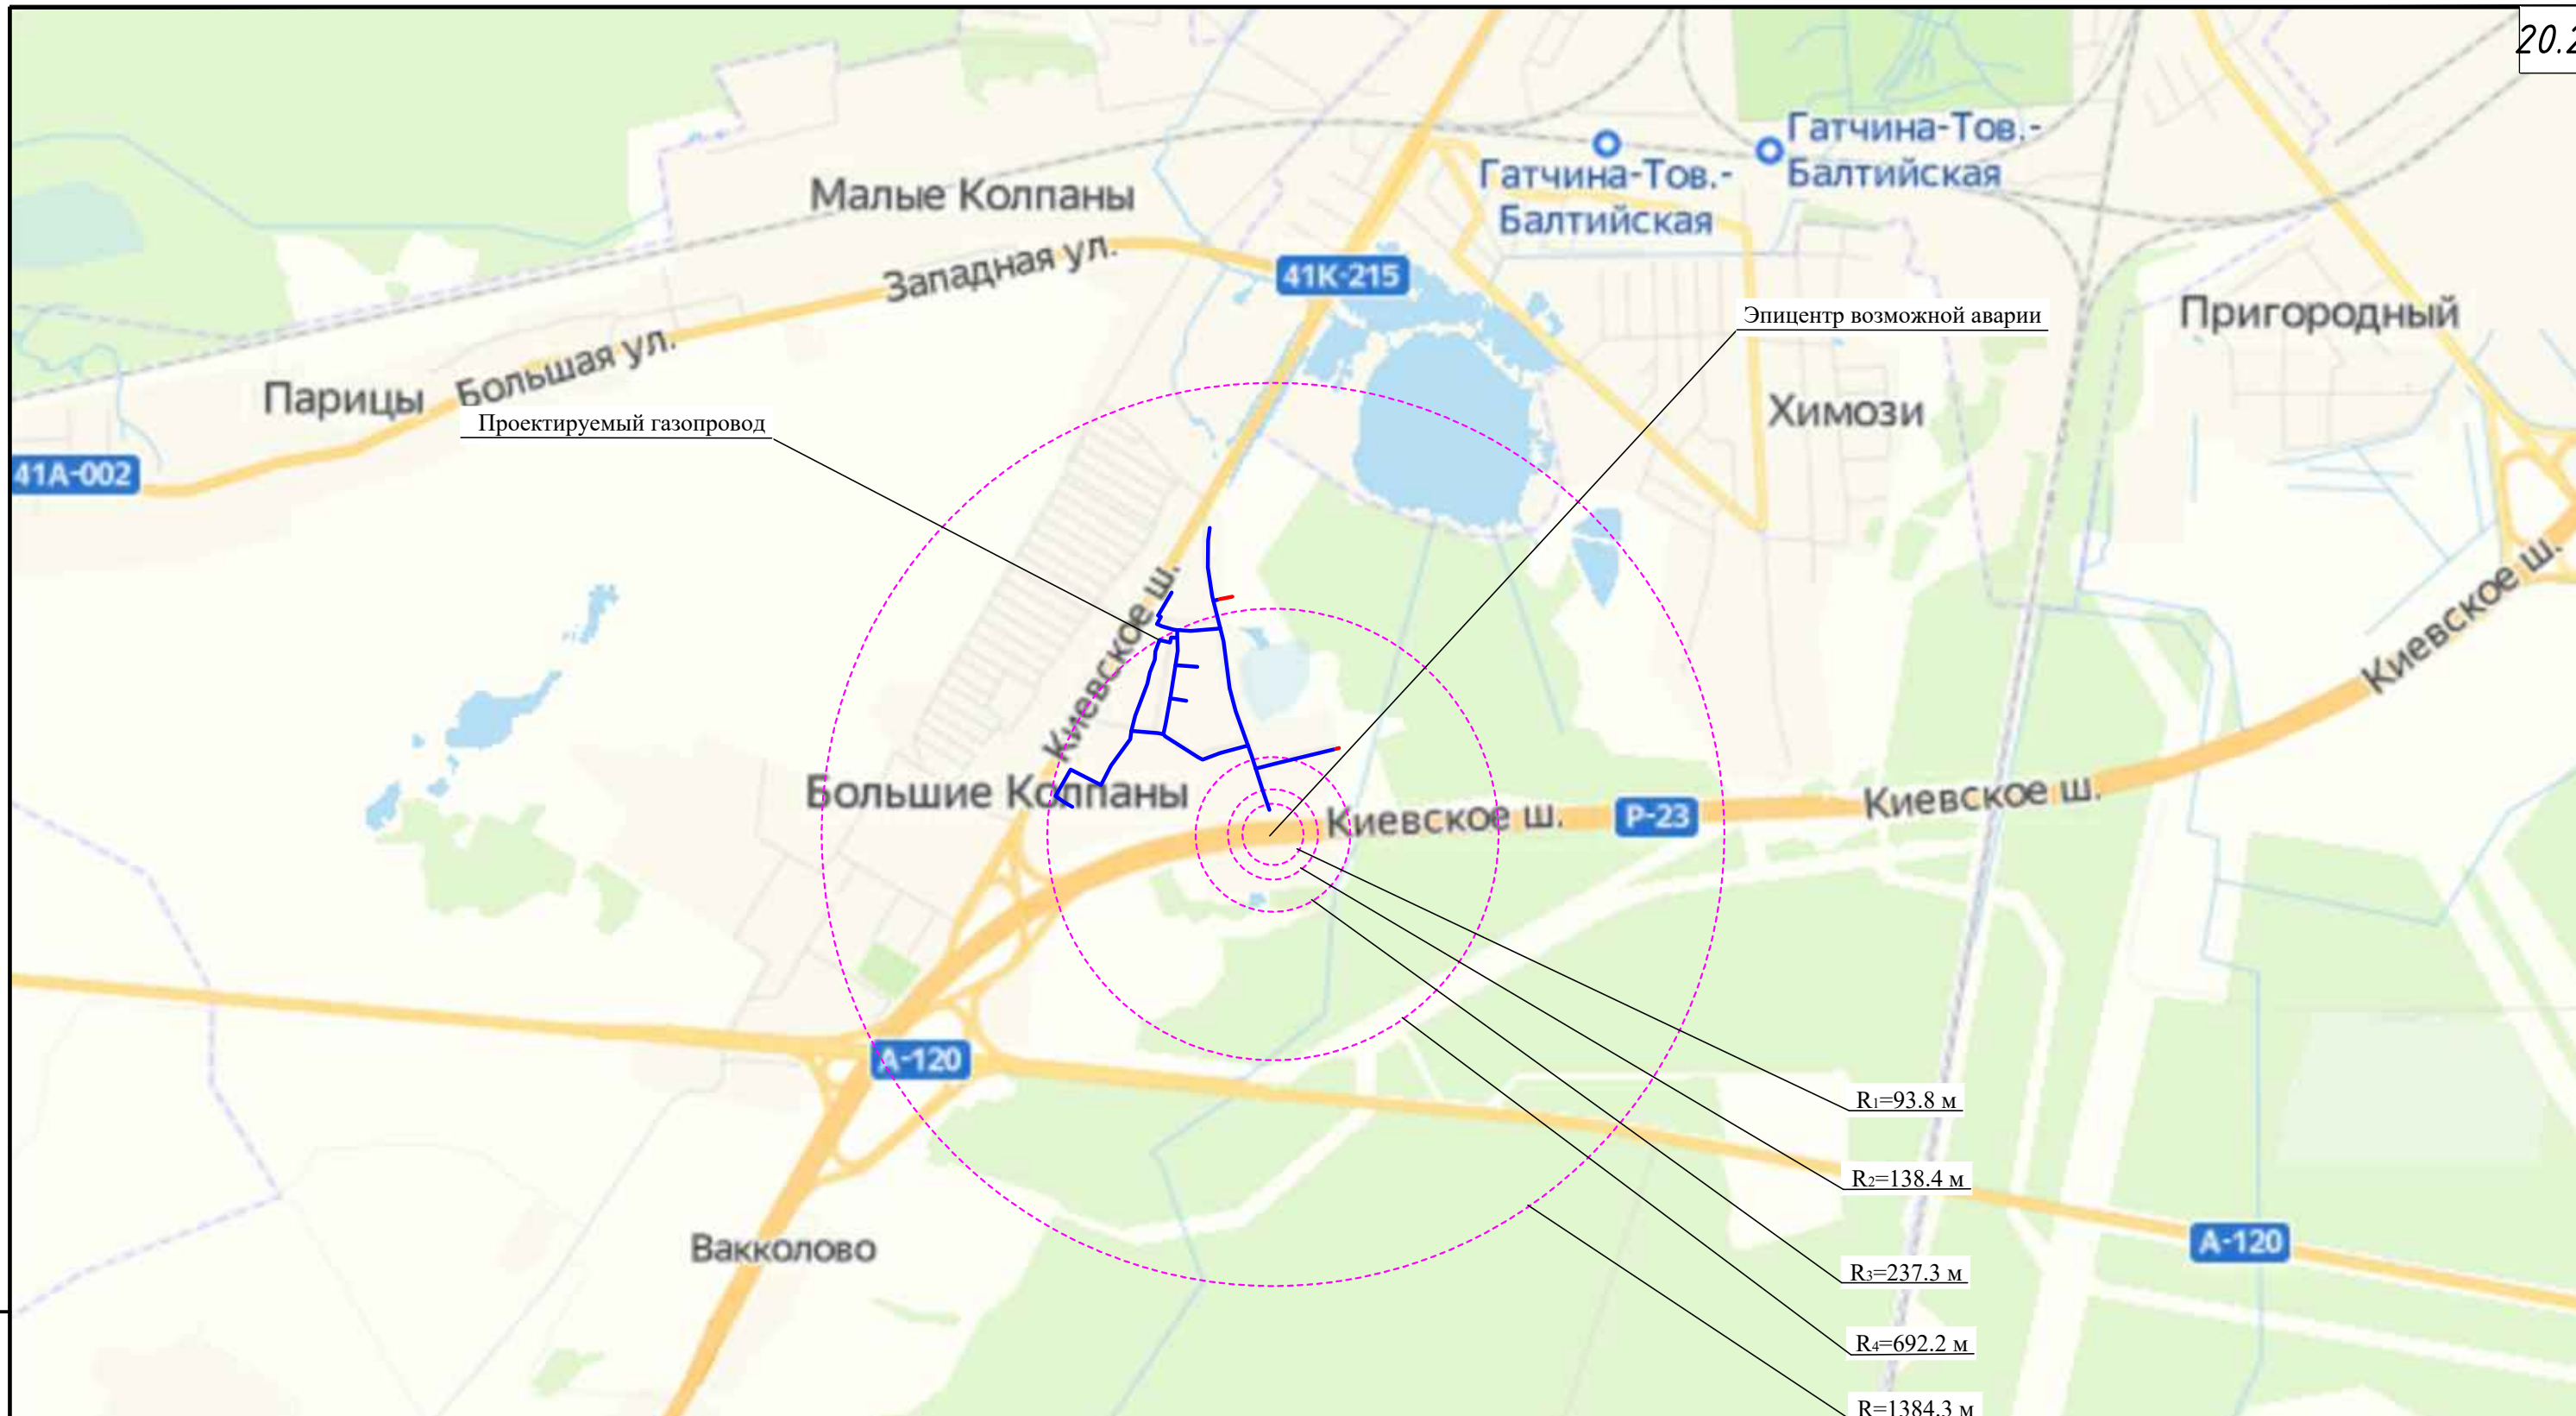 20.2
Гатчина-Тов.-
Балтийская
Гатчина-Тов.-
Балтийская
Малые Колпаны
Западная ул.
41К-215
Эпицентр возможной аварии
Пригородный
Большая ул.
Парицы
Химози
Проектируемый газопровод
41А-002
Киевское ш.
Киевское ш.
Большие Колпаны
Киевское ш.
Р-23
Киевское ш.
А-120
R1=93.8 м
R2=138.4 м
Вакколово
А-120
R3=237.3 м
R4=692.2 м
R=1384.3 м